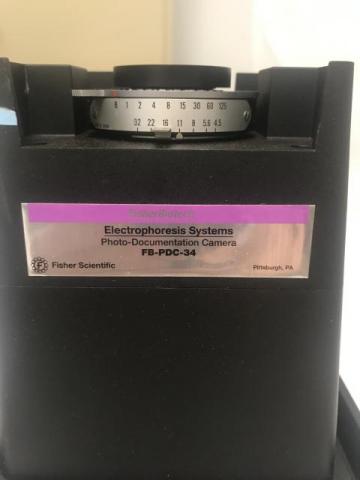 B 1 2 4 8 15 30 60 125
32 22 16 11 8 5.6 4.5
FisherBiotech
Electrophoresis Systems
Photo-Documentation Camera
FB-PDC-34
F Fisher Scientific
Pittsburgh, PA